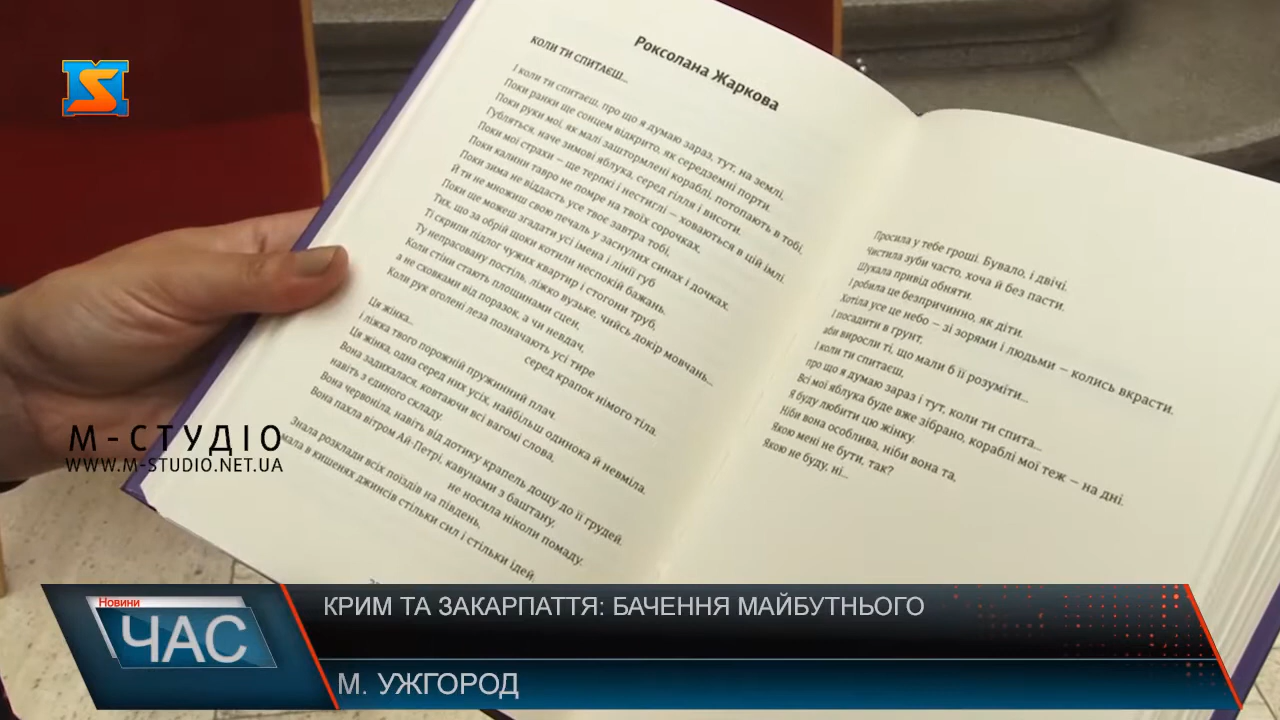 Роксолана Жаркова
КОЛИ ТИ СПИТАЄШ...
І коли ти спитаєш, про що я думаю зараз, тут, на землі,
Поки ранки ще сонцем відкрито, як середземні порти.
Поки руки мої, як малі заштормлені кораблі, потопають в тобі,
Губляться, наче зимові яблука, серед гілля і висоти.
Поки мої страхи – ще терпкі і нестиглі – ховаються в цій імлі
Поки калини тавро не помре на твоїх сорочках.
Поки зима не віддасть усе твоє завтра тобі,
Й ти не множиш свою печаль у заснулих синах і дочках.
Поки ще можеш згадати усі імена і лінії губ
Тих, що за обрій щоки котили неспокій бажань.
Ті скрипи підлог чужих квартир і стогони труб,
Ту непрасовану постіль, ліжко вузьке, чийсь докір мовчань...
Коли стіни стають площинами сцен,
а не сховками від поразок, а чи невдач,
Коли рук оголені леза позначають усі тире
серед крапок німого тіла.
Ця жінка...
і ліжка твого порожній пружинний плач.
Ця жінка, одна серед них усіх, найбільш одинока й невміла.
Вона задихалася, ковтаючи всі вагомі слова,
навіть з єдиного складу.
Вона червоніла, навіть від дотику крапель дощу до її грудей.
Вона пахла вітром Ай-Петрі, кавунами з баштану,
не носила ніколи помаду.
Знала розклади всіх поїздів на південь,
мала в кишенях джинсів стільки сил і стільки ідей
Просила у тебе гроші. Бувало, і двічі.
Чистила зуби часто, хоча й без пасти.
Шукала привід обняти.
І робила це безпричинно, як діти.
Хотіла усе це небо – зі зорями і людьми – колись вкрасти.
І посадити в ґрунт,
аби виросли ті, що мали б її розуміти...
І коли ти спитаєш,
про що я думаю зараз і тут, коли ти спита...
Всі мої яблука буде вже зібрано, кораблі мої теж – на дні.
Я буду любити цю жінку.
Ніби вона особлива, ніби вона та,
Якою мені не бути, так?
Якою не буду, ні...
М-СТУДІО
WWW.M-STUDIO.NET.UA
Новини
ЧАС
КРИМ ТА ЗАКАРПАТТЯ: БАЧЕННЯ МАЙБУТНЬОГО
М. УЖГОРОД